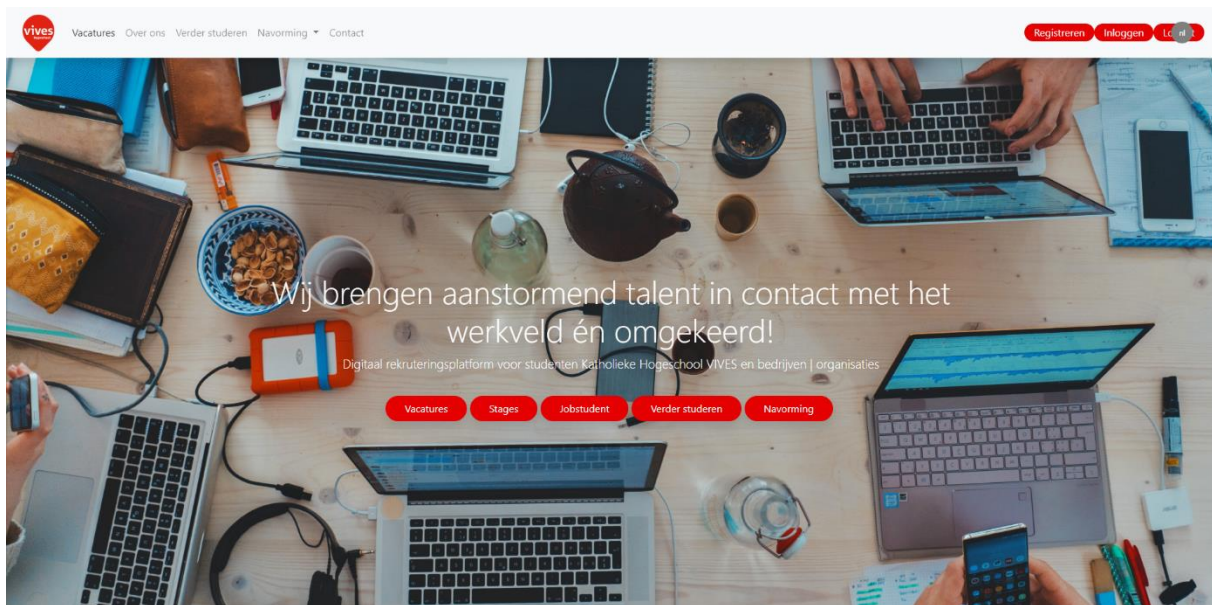 vives
Vacatures Over ons Verder studeren Navorming Contact
Registreren Inloggen
nl
Wij brengen aanstormend talent in contact met het
werkveld én omgekeerd!
Digitaal rekruteringsplatform voor studenten Katholieke Hogeschool VIVES en bedrijven | organisaties
Vacatures Stages Jobstudent Verder studeren Navorming